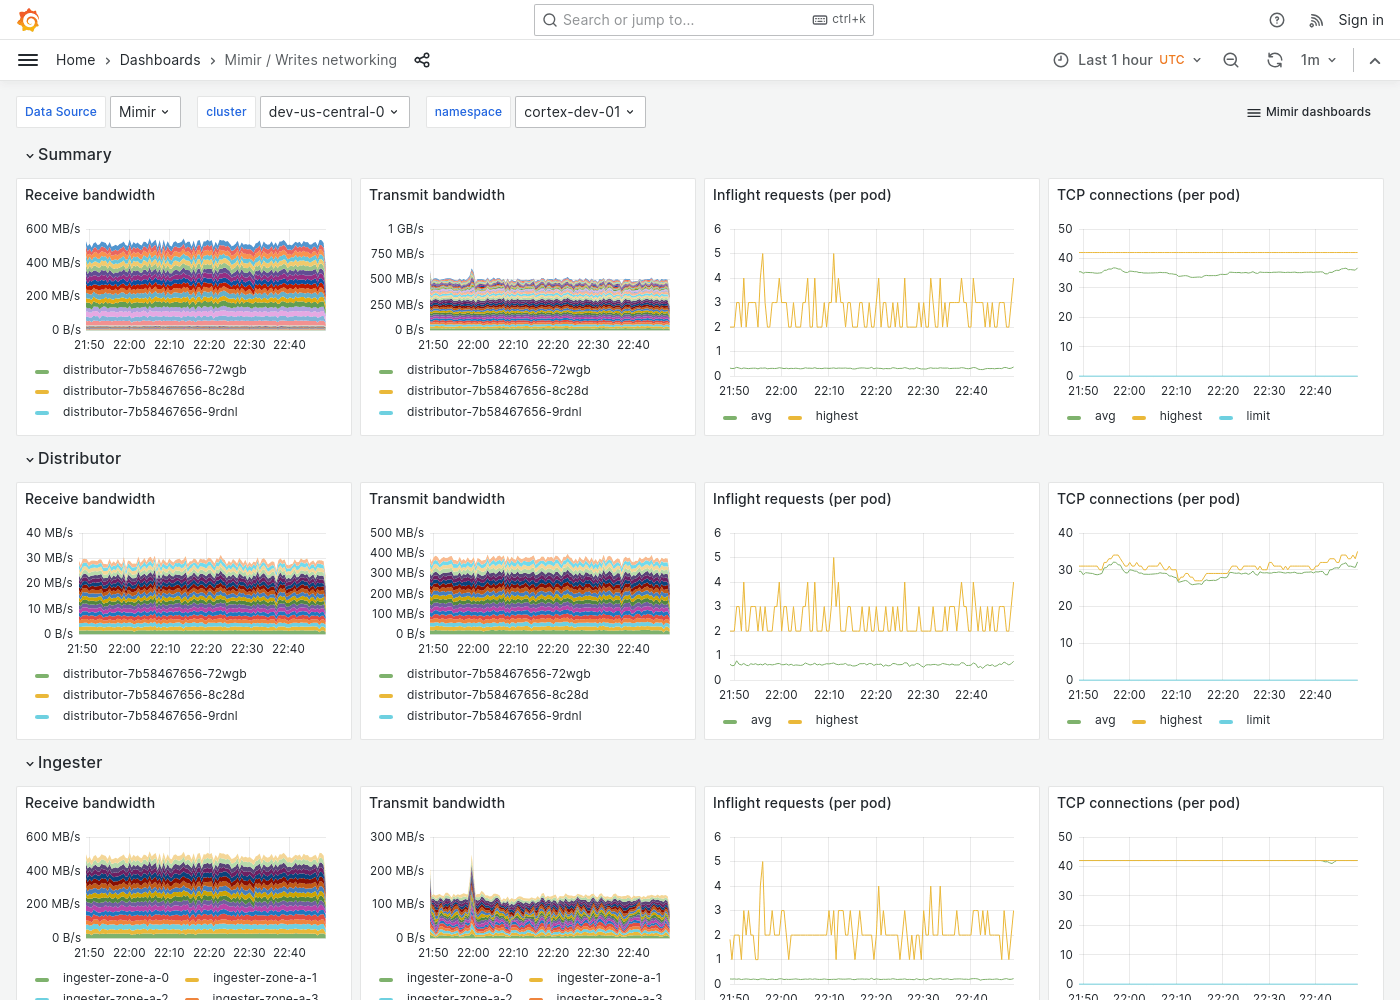 Search or jump to...
ctrl+k
Sign in
Home
Dashboards
Mimir / Writes networking
Last 1 hour UTC
1m
Data Source
Mimir
cluster
dev-us-central-0
namespace
cortex-dev-01
Mimir dashboards
Summary
Receive bandwidth
600 MB/s
400 MB/s
200 MB/s
0 B/s
21:50 22:00 22:10 22:20 22:30 22:40
distributor-7b58467656-72wgb
distributor-7b58467656-8c28d
distributor-7b58467656-9rdnl
Transmit bandwidth
1 GB/s
750 MB/s
500 MB/s
250 MB/s
0 B/s
21:50 22:00 22:10 22:20 22:30 22:40
distributor-7b58467656-72wgb
distributor-7b58467656-8c28d
distributor-7b58467656-9rdnl
Inflight requests (per pod)
6
5
4
3
2
1
0
21:50 22:00 22:10 22:20 22:30 22:40
avg highest
TCP connections (per pod)
50
40
30
20
10
0
21:50 22:00 22:10 22:20 22:30 22:40
avg highest limit
Distributor
Receive bandwidth
40 MB/s
30 MB/s
20 MB/s
10 MB/s
0 B/s
21:50 22:00 22:10 22:20 22:30 22:40
distributor-7b58467656-72wgb
distributor-7b58467656-8c28d
distributor-7b58467656-9rdnl
Transmit bandwidth
500 MB/s
400 MB/s
300 MB/s
200 MB/s
100 MB/s
0 B/s
21:50 22:00 22:10 22:20 22:30 22:40
distributor-7b58467656-72wgb
distributor-7b58467656-8c28d
distributor-7b58467656-9rdnl
Inflight requests (per pod)
6
5
4
3
2
1
0
21:50 22:00 22:10 22:20 22:30 22:40
avg highest
TCP connections (per pod)
40
30
20
10
0
21:50 22:00 22:10 22:20 22:30 22:40
avg highest limit
Ingester
Receive bandwidth
600 MB/s
400 MB/s
200 MB/s
0 B/s
21:50 22:00 22:10 22:20 22:30 22:40
ingester-zone-a-0 ingester-zone-a-1
ingester-zone-a-2 ingester-zone-a-3
Transmit bandwidth
300 MB/s
200 MB/s
100 MB/s
0 B/s
21:50 22:00 22:10 22:20 22:30 22:40
ingester-zone-a-0 ingester-zone-a-1
ingester-zone-a-2 ingester-zone-a-3
Inflight requests (per pod)
6
5
4
3
2
1
0
21:50 22:00 22:10 22:20 22:30 22:40
TCP connections (per pod)
50
40
30
20
10
0
21:50 22:00 22:10 22:20 22:30 22:40